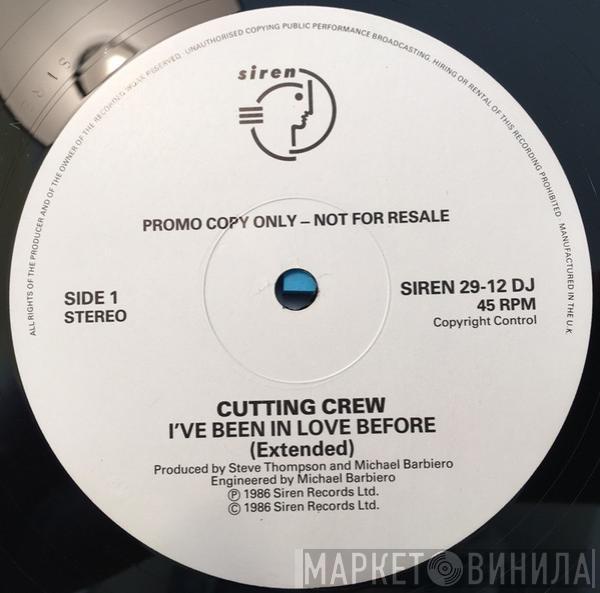 siren
ALL RIGHTS OF THE PRODUCER AND OF THE OWNER OF THE RECORDING WORK RESERVED · UNAUTHORISED COPYING PUBLIC PERFORMANCE BROADCASTING, HIRING OR RENTAL OF THIS RECORDING PROHIBITED · MANUFACTURED IN THE U.K
PROMO COPY ONLY – NOT FOR RESALE
SIDE 1
STEREO
SIREN 29-12 DJ
45 RPM
Copyright Control
CUTTING CREW
I'VE BEEN IN LOVE BEFORE
(Extended)
Produced by Steve Thompson and Michael Barbiero
Engineered by Michael Barbiero
℗ 1986 Siren Records Ltd.
© 1986 Siren Records Ltd.
МАРКЕТ ВИНИЛА